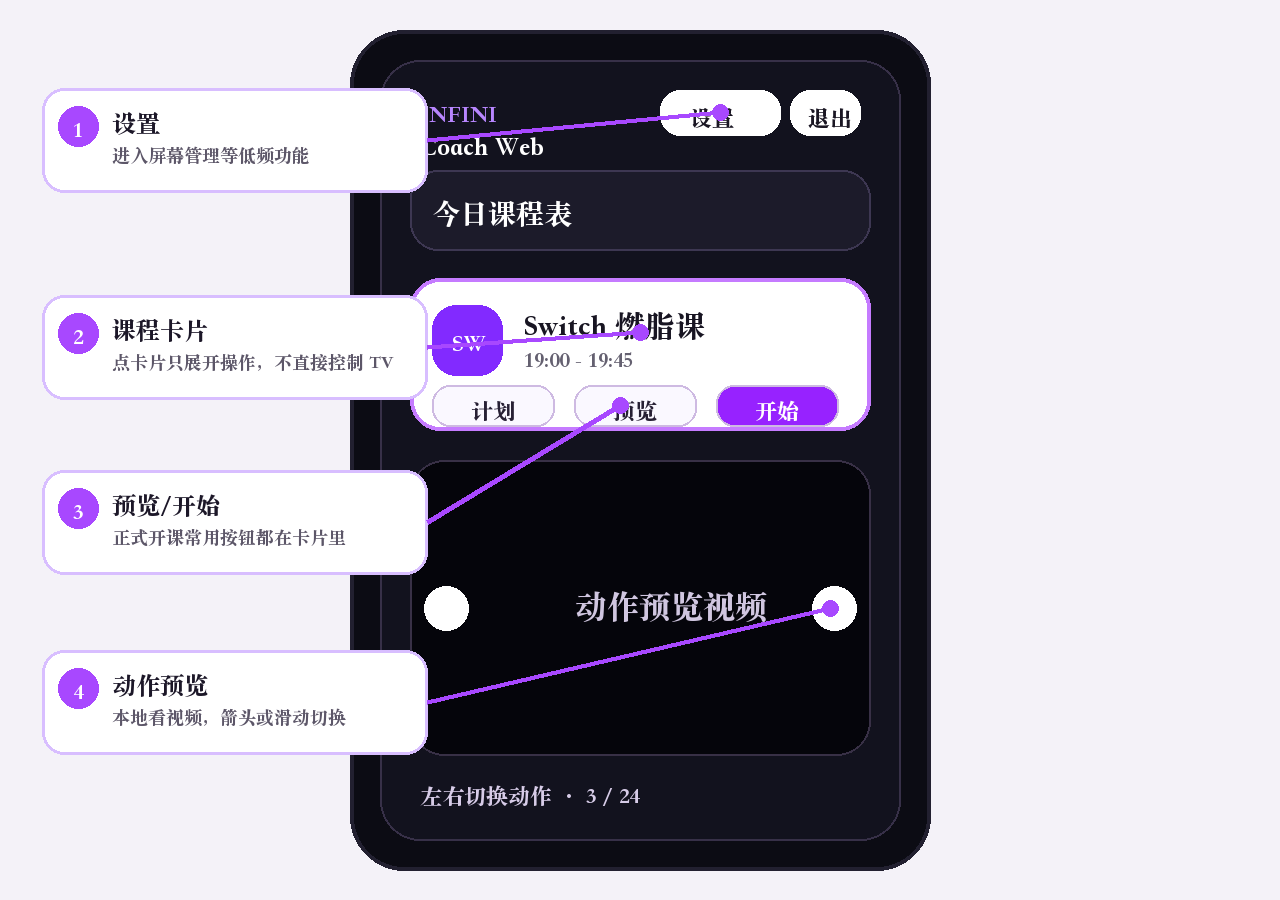 1
设置
进入屏幕管理等低频功能
NFINI
Coach Web
设置
退出
今日课程表
2
课程卡片
点卡片只展开操作，不直接控制 TV
SW
Switch 燃脂课
19:00 - 19:45
计划
预览
开始
3
预览/开始
正式开课常用按钮都在卡片里
动作预览视频
4
动作预览
本地看视频，箭头或滑动切换
左右切换动作 · 3 / 24